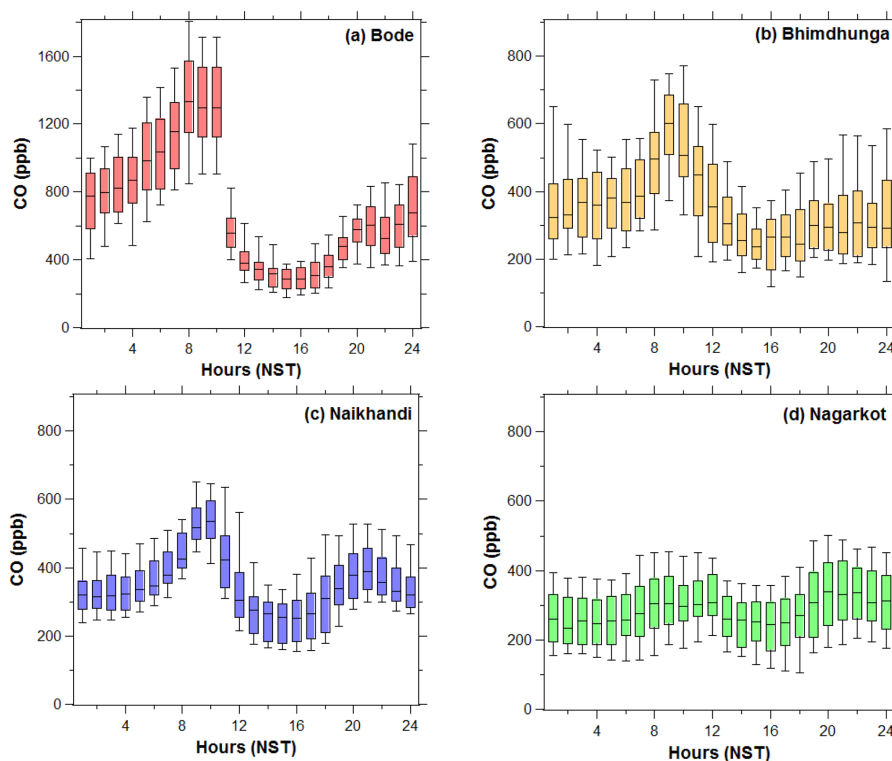 (a) Bode
1600
1200
800
400
0
CO (ppb)
4 8 12 16 20 24
Hours (NST)
(b) Bhimdhunga
800
600
400
200
0
CO (ppb)
4 8 12 16 20 24
Hours (NST)
(c) Naikhandi
800
600
400
200
0
CO (ppb)
4 8 12 16 20 24
Hours (NST)
(d) Nagarkot
800
600
400
200
0
CO (ppb)
4 8 12 16 20 24
Hours (NST)